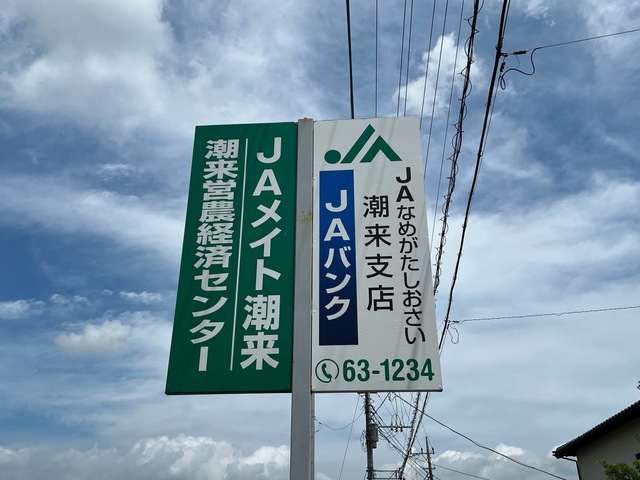 JAメイト潮来
潮来営農経済センター
JA
JAなめがたしおさい
潮来支店
JAバンク
63-1234